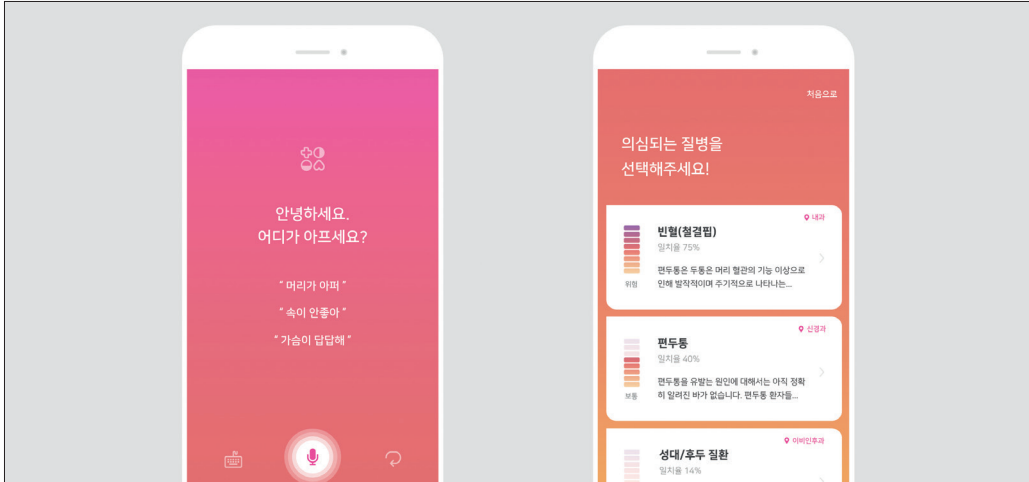 안녕하세요.
어디가 아프세요?
“ 머리가 아퍼 ”
“ 속이 안좋아 ”
“ 가슴이 답답해 ”
처음으로
의심되는 질병을
선택해주세요!
내과
빈혈(철결핍)
일치율 75%
편두통은 두통은 머리 혈관의 기능 이상으로
인해 발작적이며 주기적으로 나타나는...
위험
신경과
편두통
일치율 40%
편두통을 유발는 원인에 대해서는 아직 정확
히 알려진 바가 없습니다. 편두통 환자들...
보통
이비인후과
성대/후두 질환
일치율 14%